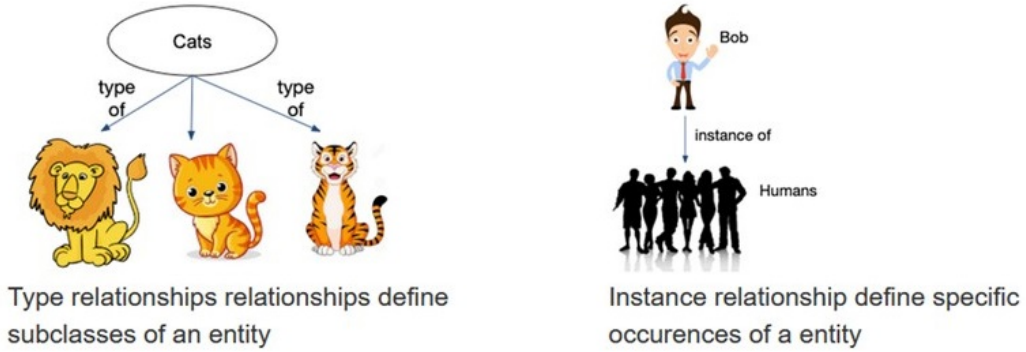 Cats
type
of
type
of
Type relationships relationships define
subclasses of an entity
Bob
instance of
Humans
Instance relationship define specific
occurences of a entity